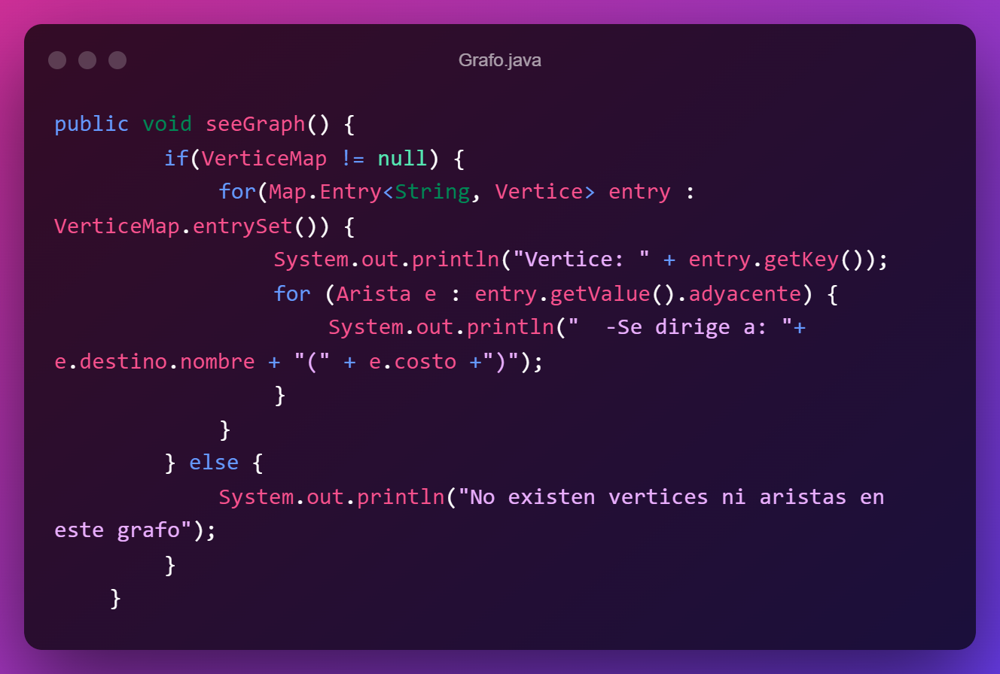 Grafo.java
public void seeGraph() {
        if(VerticeMap != null) {
            for(Map.Entry<String, Vertice> entry :
VerticeMap.entrySet()) {
                System.out.println("Vertice: " + entry.getKey());
                for (Arista e : entry.getValue().adyacente) {
                    System.out.println("  -Se dirige a: "+
e.destino.nombre + "(" + e.costo +")");
                }
            }
        } else {
            System.out.println("No existen vertices ni aristas en
este grafo");
        }
    }